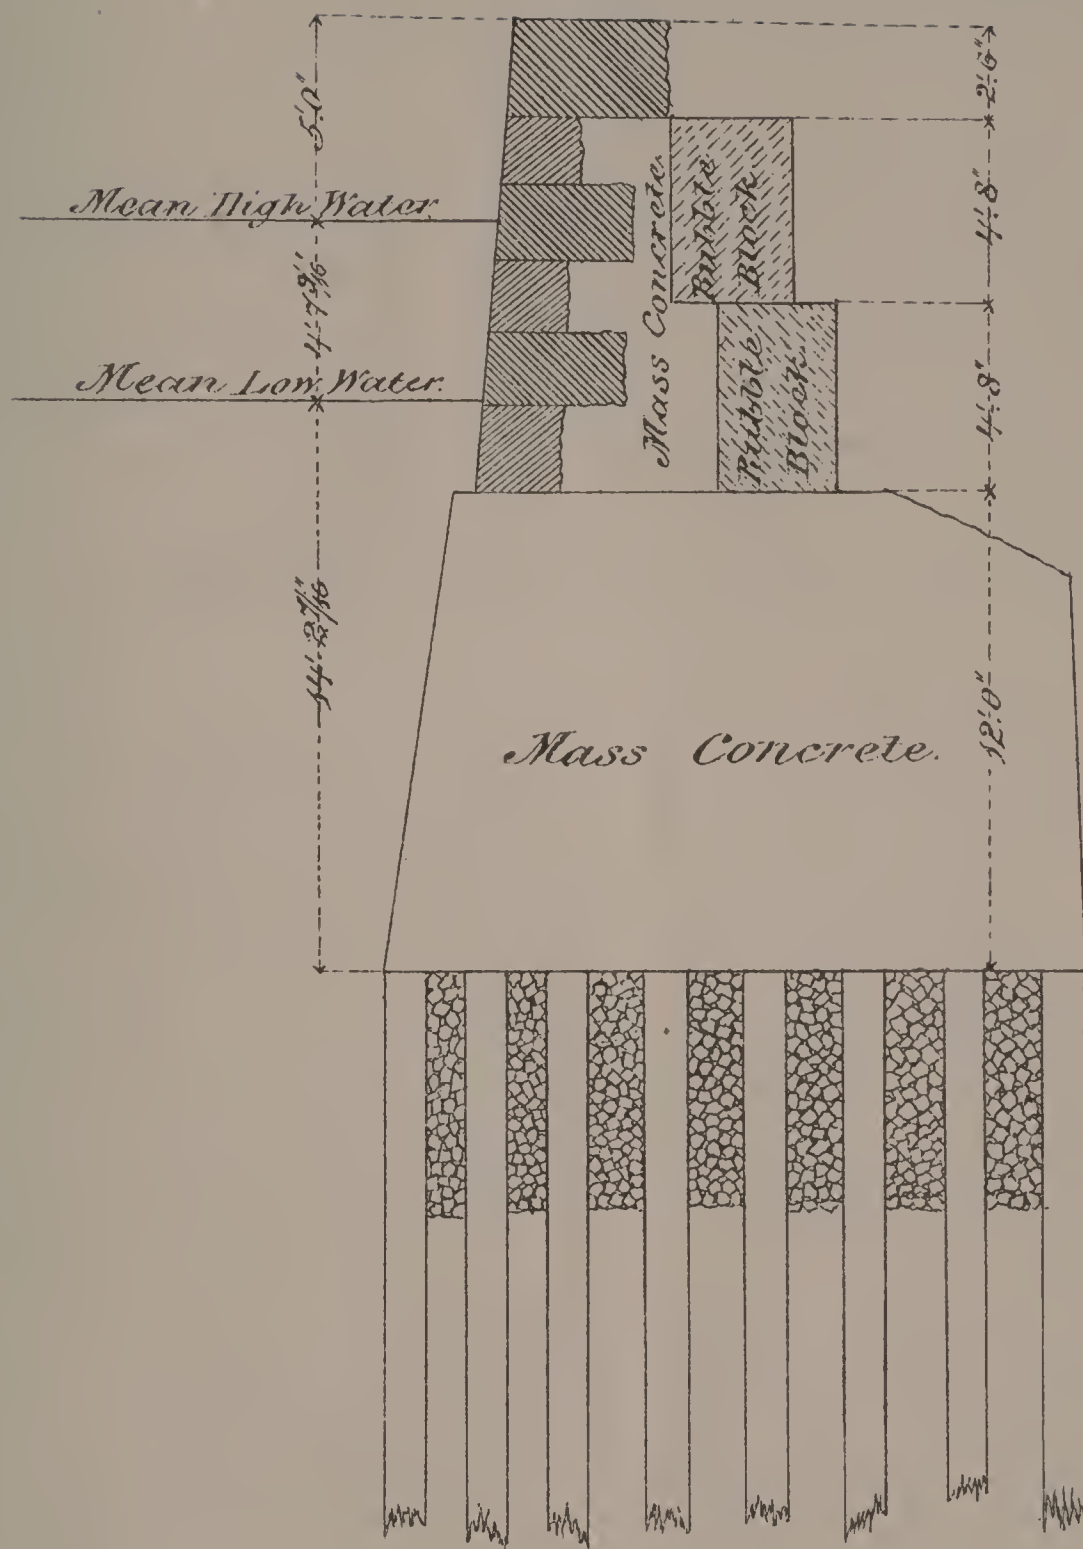 5'.0"
2'.6"
Mean High Water
4'.8"
Mass Concrete.
Rubble
Block
4'-7 9/16"
Mean Low Water.
4'.8"
Rubble
Block
14'-2 7/16"
12'.0"
Mass Concrete.